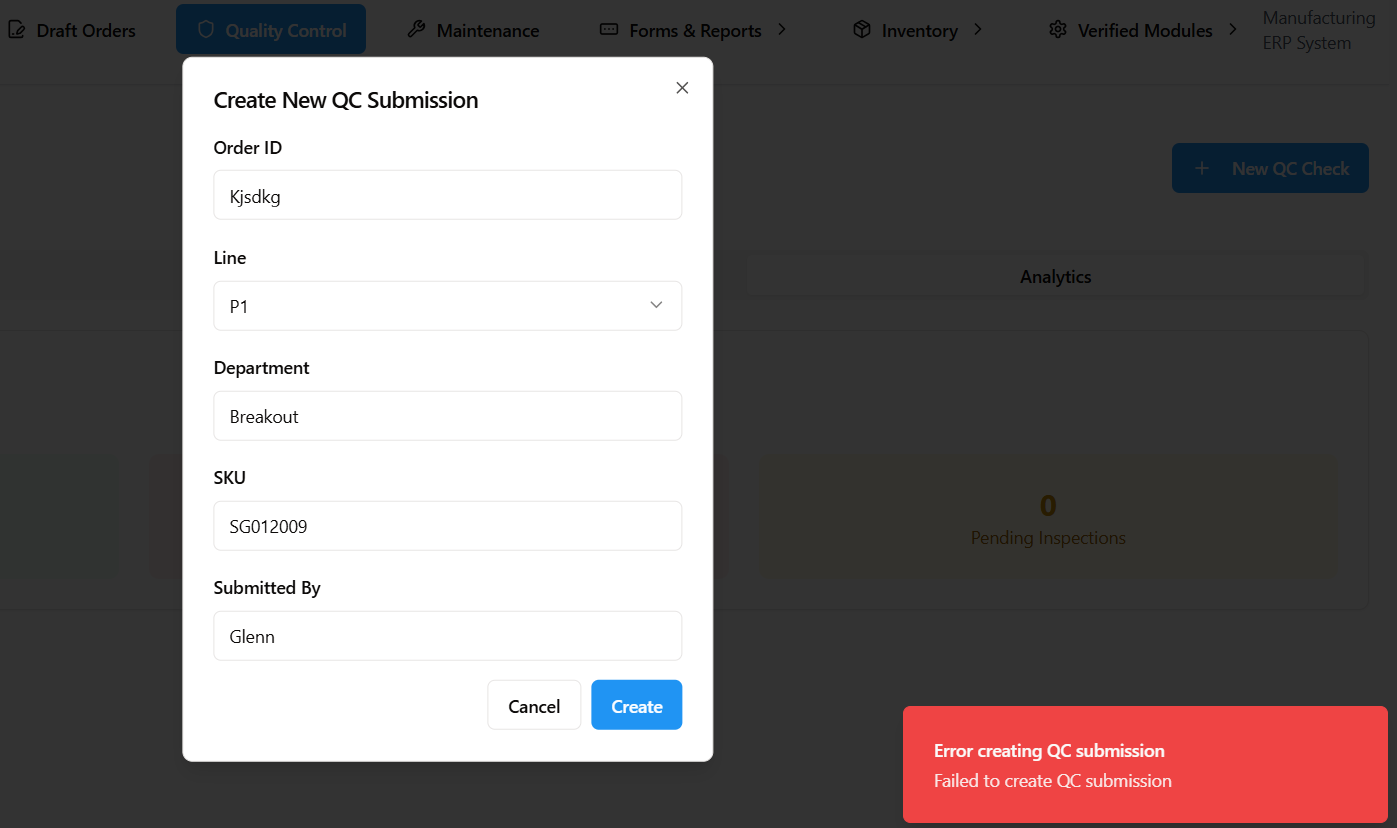 Draft Orders
Quality Control
Maintenance
Forms & Reports
Inventory
Verified Modules
Manufacturing
ERP System
Create New QC Submission
Order ID
Kjsdkg
New QC Check
Line
P1
Analytics
Department
Breakout
SKU
SG012009
0
Pending Inspections
Submitted By
Glenn
Cancel
Create
Error creating QC submission
Failed to create QC submission